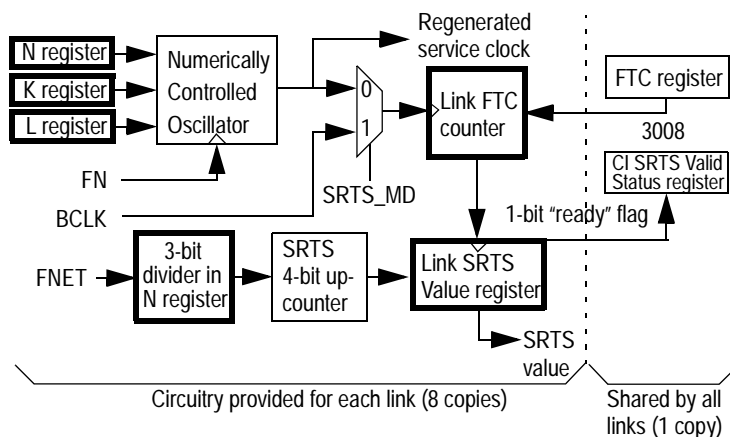 N register
K register
L register
Numerically
Controlled
Oscillator
FN
BCLK
0
1
SRTS_MD
Regenerated
service clock
Link FTC
counter
FTC register
3008
CI SRTS Valid
Status register
1-bit “ready” flag
FNET
3-bit
divider in
N register
SRTS
4-bit up-
counter
Link SRTS
Value register
SRTS
value
Circuitry provided for each link (8 copies)
Shared by all
links (1 copy)